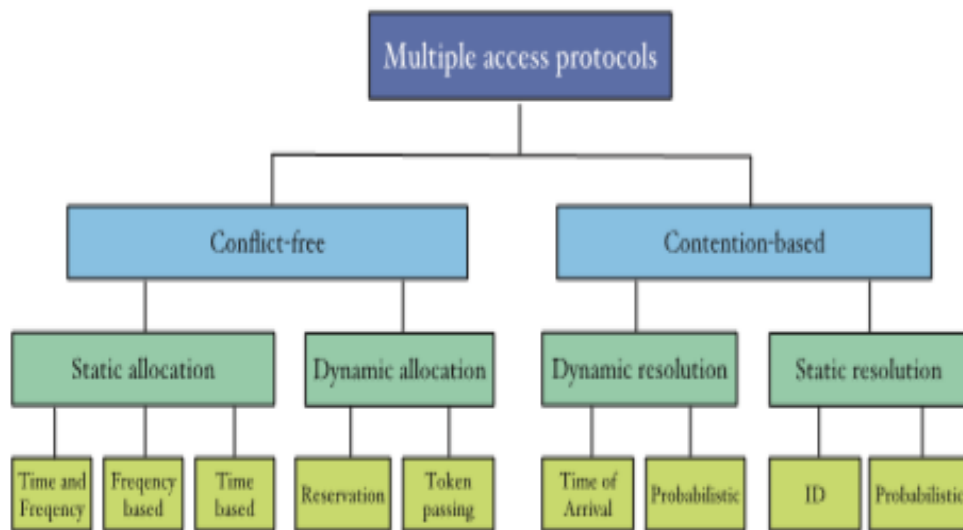 Multiple access protocols
Conflict-free
Contention-based
Static allocation
Dynamic allocation
Dynamic resolution
Static resolution
Time and
Freqency
Freqency
based
Time
based
Reservation
Token
passing
Time of
Arrival
Probabilistic
ID
Probabilistic